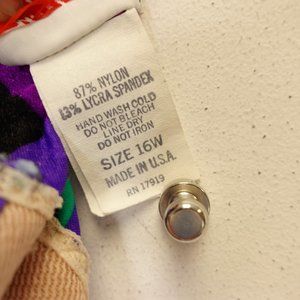 87% NYLON
13% LYCRA SPANDEX
HAND WASH COLD
DO NOT BLEACH
LINE DRY
DO NOT IRON
SIZE 16W
MADE IN U.S.A.
RN 17919